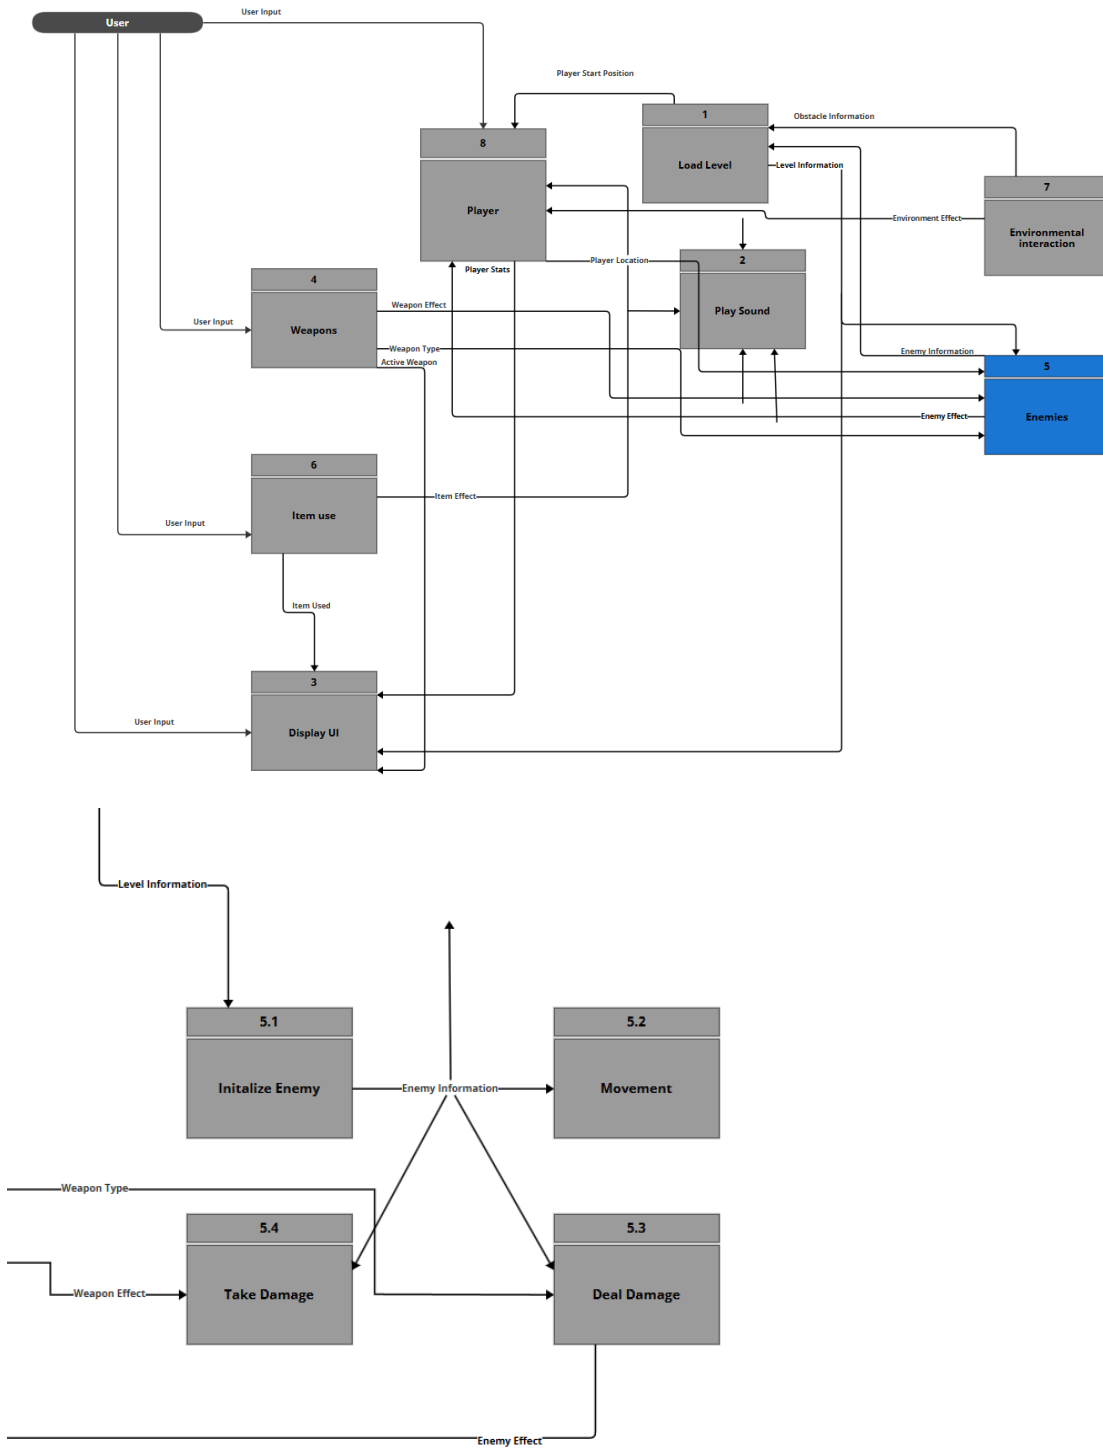 User
User Input
Player Start Position
1
Load Level
Obstacle Information
Level Information
8
Player
7
Environmental
interaction
Environment Effect
Player Location
2
Play Sound
Player Stats
4
Weapons
User Input
Weapon Effect
Weapon Type
Active Weapon
Enemy Information
5
Enemies
Enemy Effect
6
Item use
User Input
Item Effect
Item Used
3
Display UI
User Input
Level Information
5.1
Initalize Enemy
Enemy Information
5.2
Movement
Weapon Type
5.4
Take Damage
5.3
Deal Damage
Weapon Effect
Enemy Effect